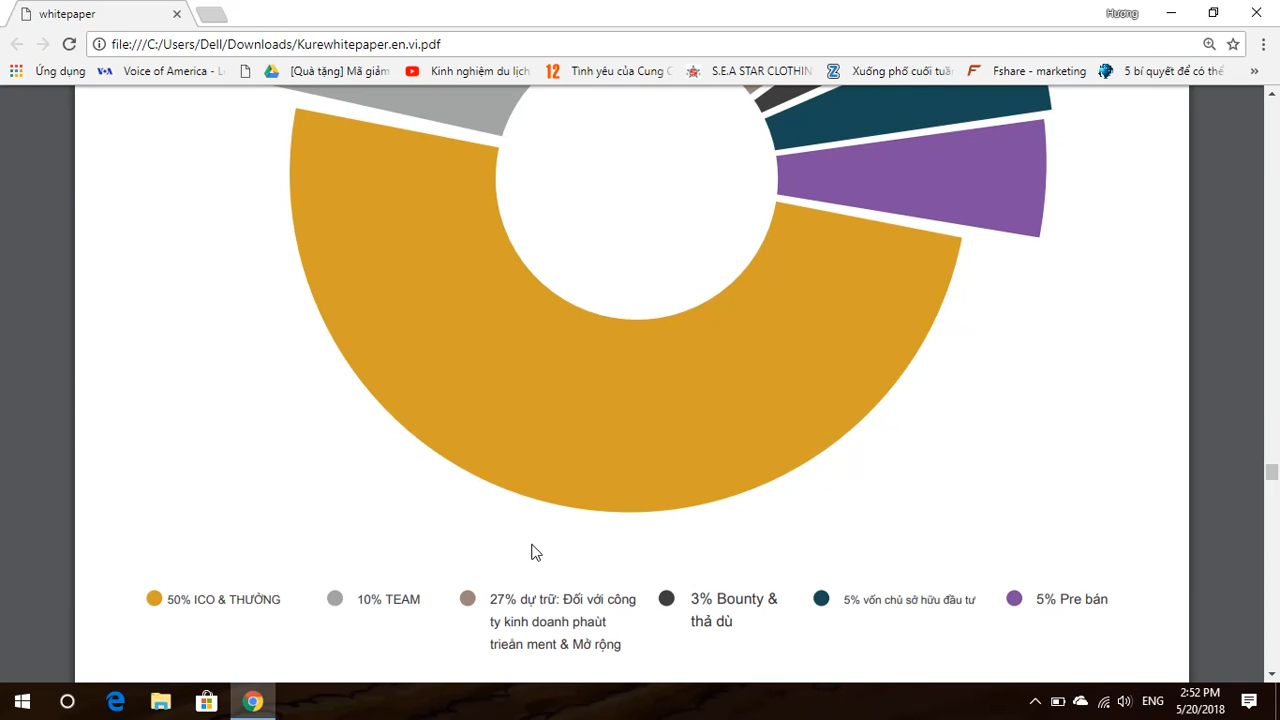 whitepaper
Hương
file:///C:/Users/Dell/Downloads/Kurewhitepaper.en.vi.pdf
Ứng dụng
VOA Voice of America - L
[Quà tặng] Mã giảm
Kinh nghiệm du lịch
12 Tình yêu của Cung
S.E.A STAR CLOTHIN
Z Xuống phố cuối tuần
F Fshare - marketing
5 bí quyết để có thể
»
50% ICO & THƯỞNG
10% TEAM
27% dự trữ: Đối với công
ty kinh doanh phaùt
trieån ment & Mở rộng
3% Bounty &
thả dù
5% vốn chủ sở hữu đầu tư
5% Pre bán
ENG
2:52 PM
5/20/2018